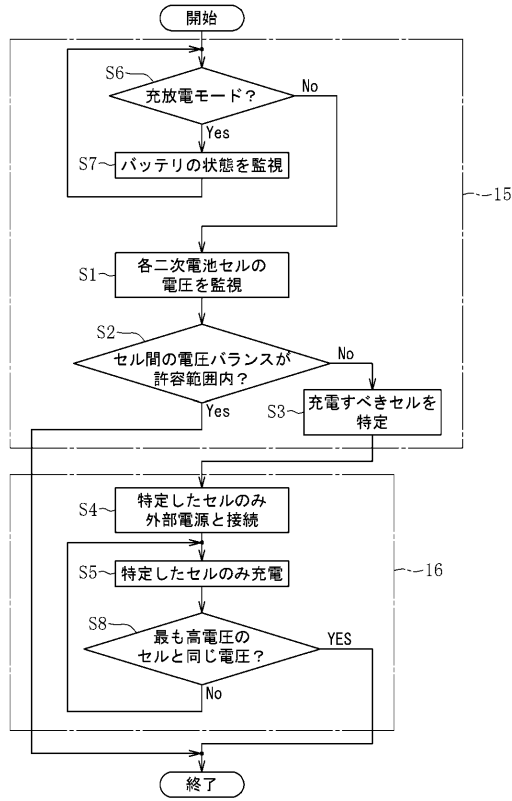 開始
S6
充放電モード?
No
Yes
S7
バッテリの状態を監視
15
S1
各二次電池セルの
電圧を監視
S2
セル間の電圧バランスが
許容範囲内?
No
Yes
S3
充電すべきセルを
特定
S4
特定したセルのみ
外部電源と接続
S5
特定したセルのみ充電
16
S8
最も高電圧の
セルと同じ電圧?
YES
No
終了